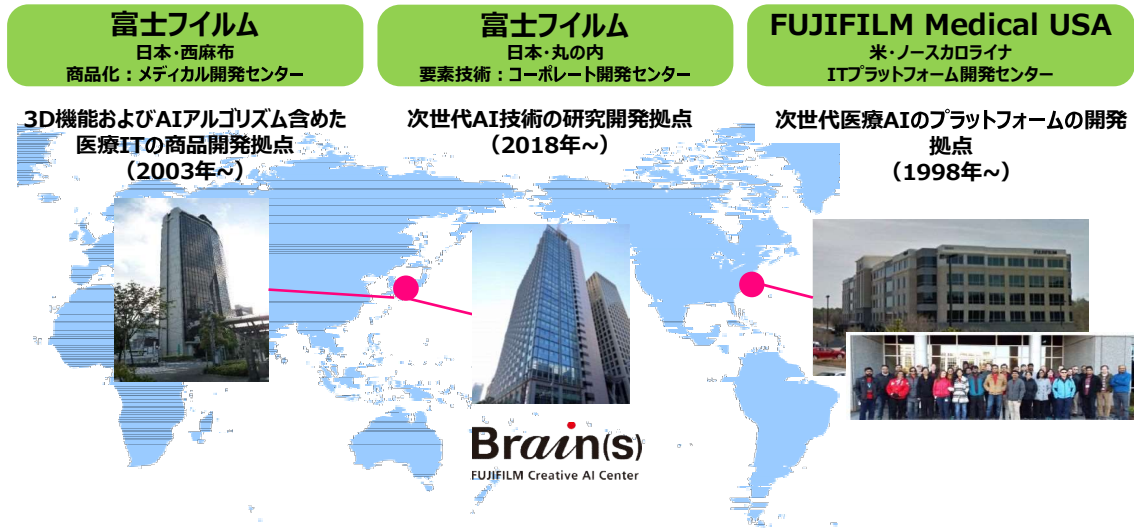 富士フイルム
日本・西麻布
商品化：メディカル開発センター
3D機能およびAIアルゴリズム含めた
医療ITの商品開発拠点
（2003年~）
富士フイルム
日本・丸の内
要素技術：コーポレート開発センター
次世代AI技術の研究開発拠点
（2018年~）
FUJIFILM Medical USA
米・ノースカロライナ
ITプラットフォーム開発センター
次世代医療AIのプラットフォームの開発
拠点
（1998年~）
FUJIFILM
Brain(s)
FUJIFILM Creative AI Center